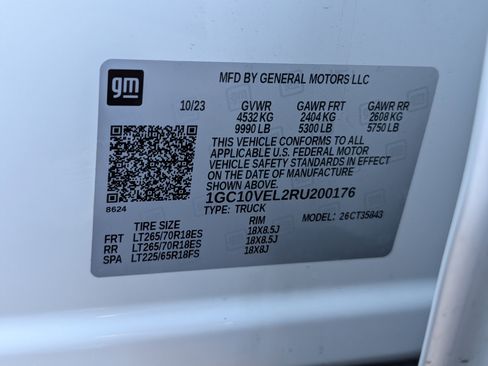 gm
MFD BY GENERAL MOTORS LLC
10/23 GVWR GAWR FRT GAWR RR
4532 KG 2404 KG 2608 KG
9990 LB 5300 LB 5750 LB
THIS VEHICLE CONFORMS TO ALL
APPLICABLE U.S. FEDERAL MOTOR
VEHICLE SAFETY STANDARDS IN EFFECT
ON THE DATE OF MANUFACTURE
SHOWN ABOVE.
1GC10VEL2RU200176
8624 TYPE: TRUCK MODEL: 26CT35843
TIRE SIZE RIM
FRT LT265/70R18ES 18X8.5J
RR LT265/70R18ES 18X8.5J
SPA LT225/65R18FS 18X8J